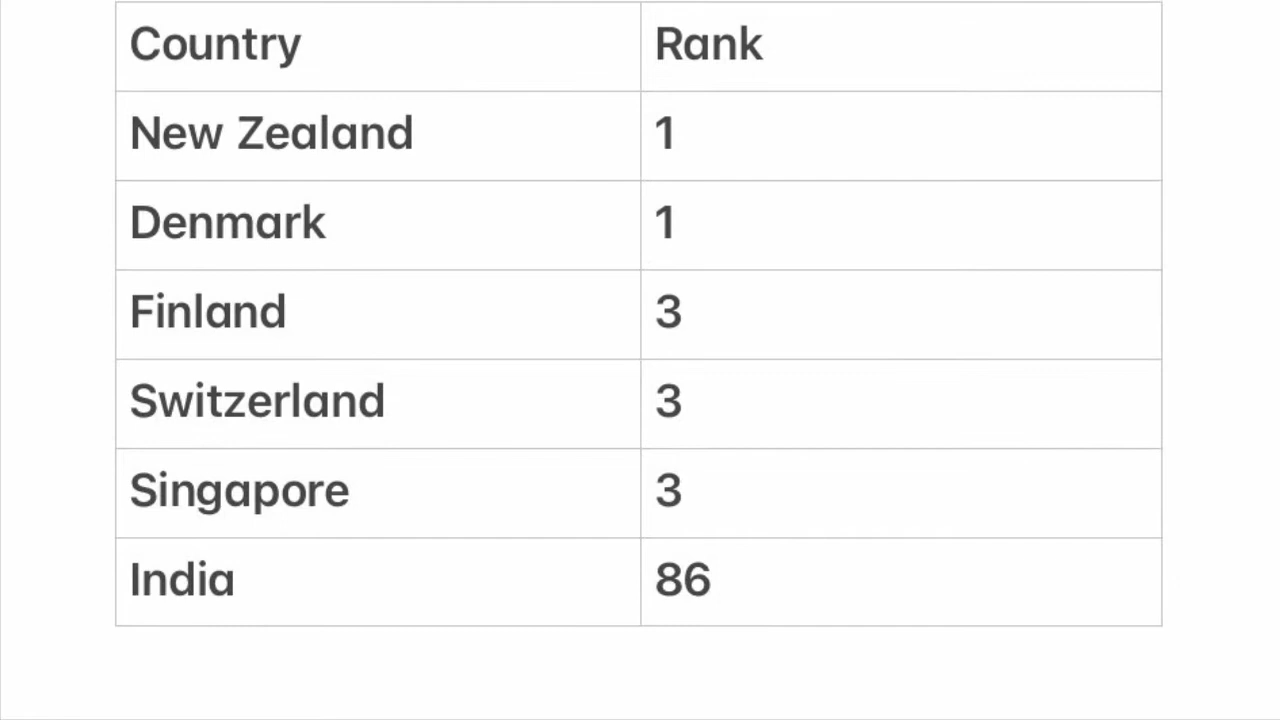 Country Rank
New Zealand 1
Denmark 1
Finland 3
Switzerland 3
Singapore 3
India 86